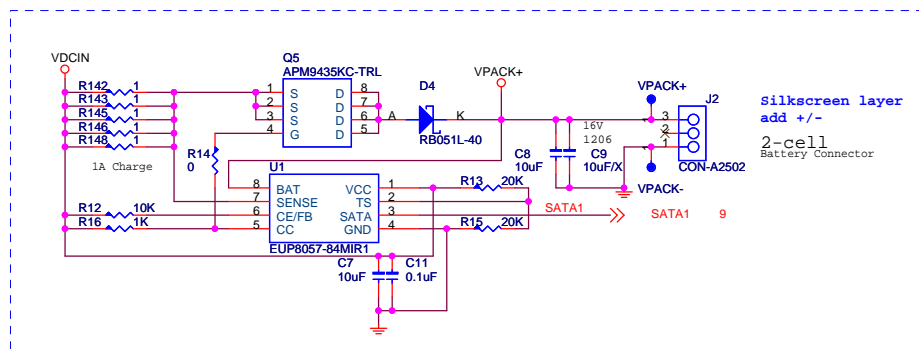 VDCIN
R142 1
R143 1
R145 1
R146 1
R148 1
1A Charge
Q5
APM9435KC-TRL
1 S D 8
2 S D 7
3 S D 6
4 G D 5
R14
0
A D4 K
RB051L-40
VPACK+
C8
10uF
16V
1206
C9
10uF/X
VPACK+
J2
3
2
1
CON-A2502
VPACK-
Silkscreen layer
add +/-
2-cell
Battery Connector
U1
8 BAT VCC 1
7 SENSE TS 2
6 CE/FB SATA 3
5 CC GND 4
EUP8057-84MIR1
R12 10K
R16 1K
R13 20K
R15 20K
SATA1
SATA1 9
C7
10uF
C11
0.1uF